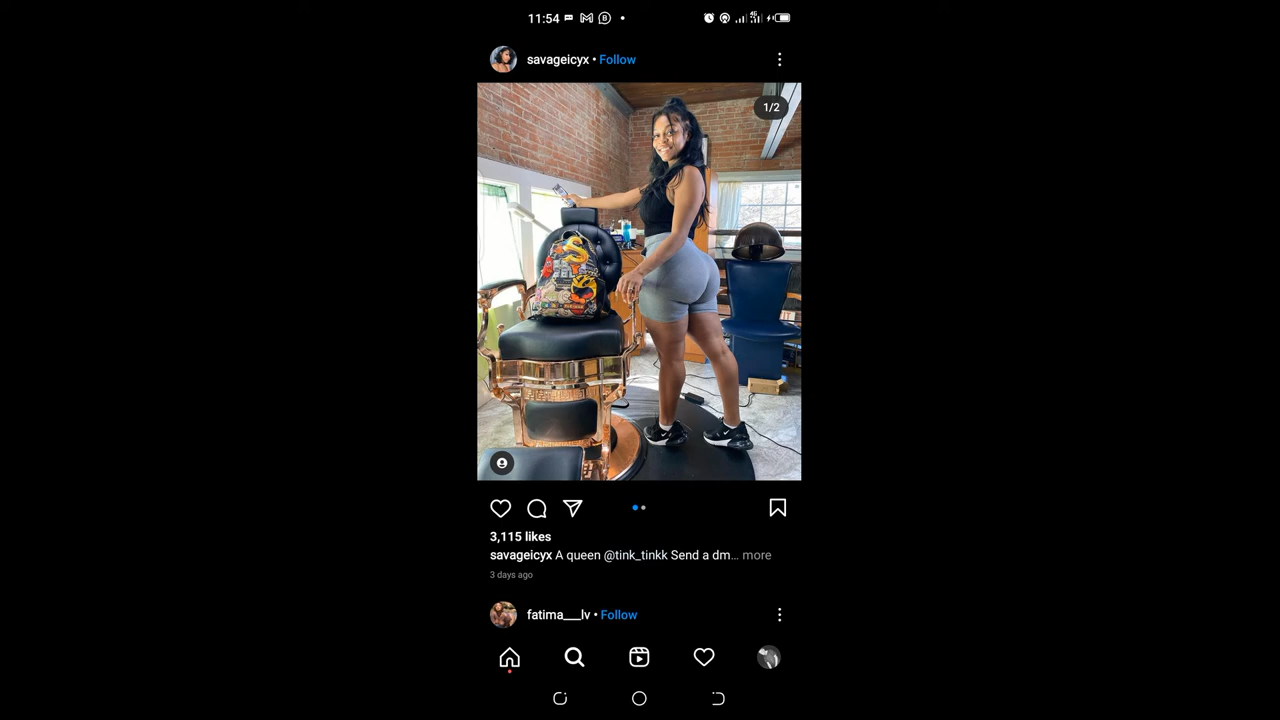 11:54
4G
savageicyx • Follow
1/2
3,115 likes
savageicyx A queen @tink_tinkk Send a dm... more
3 days ago
fatima___lv • Follow